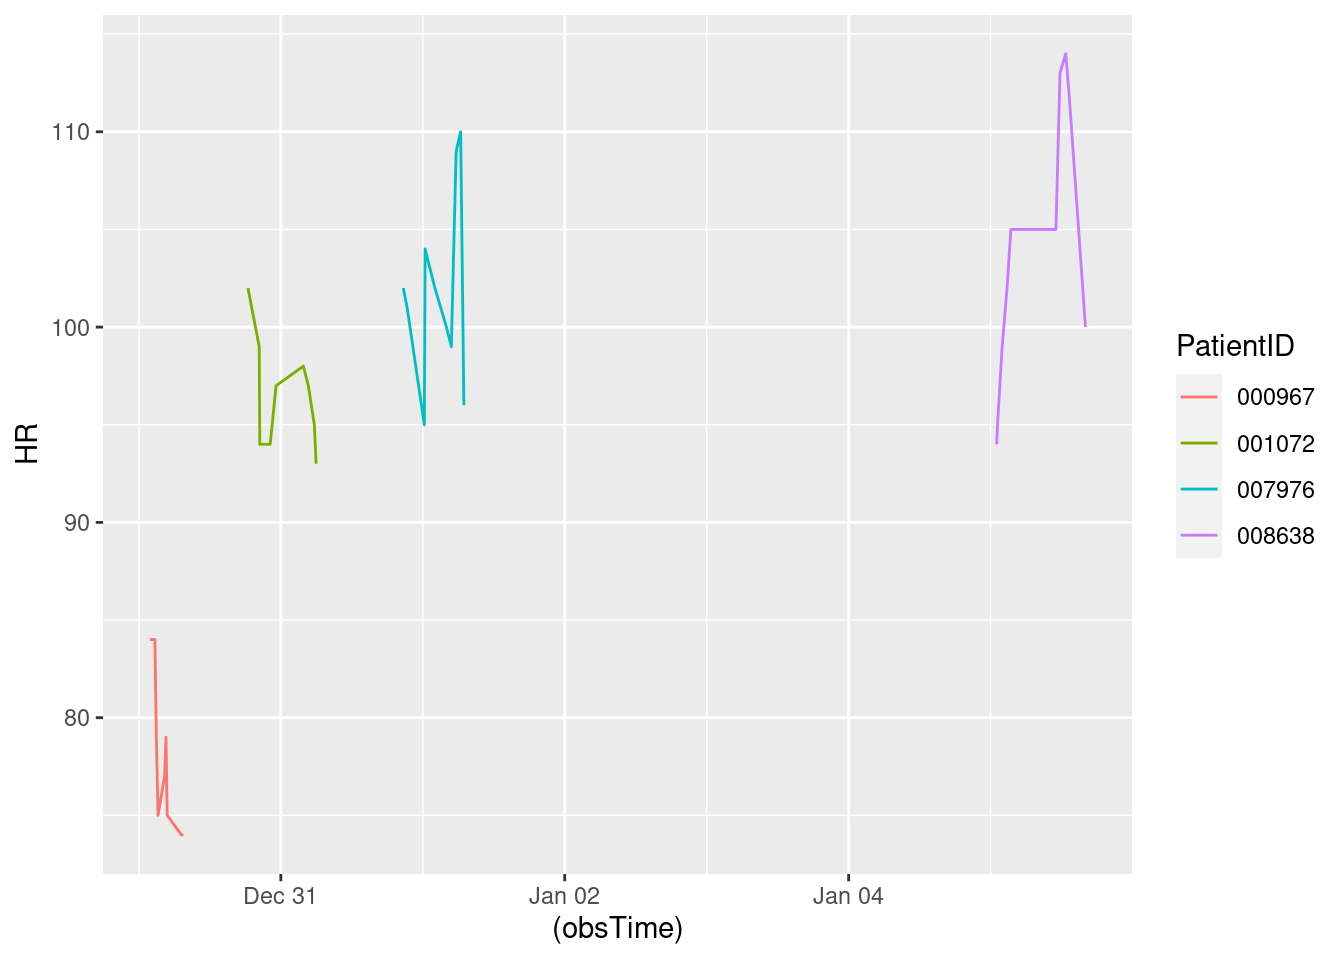 110
100
90
80
HR
Dec 31
Jan 02
Jan 04
(obsTime)
PatientID
000967
001072
007976
008638